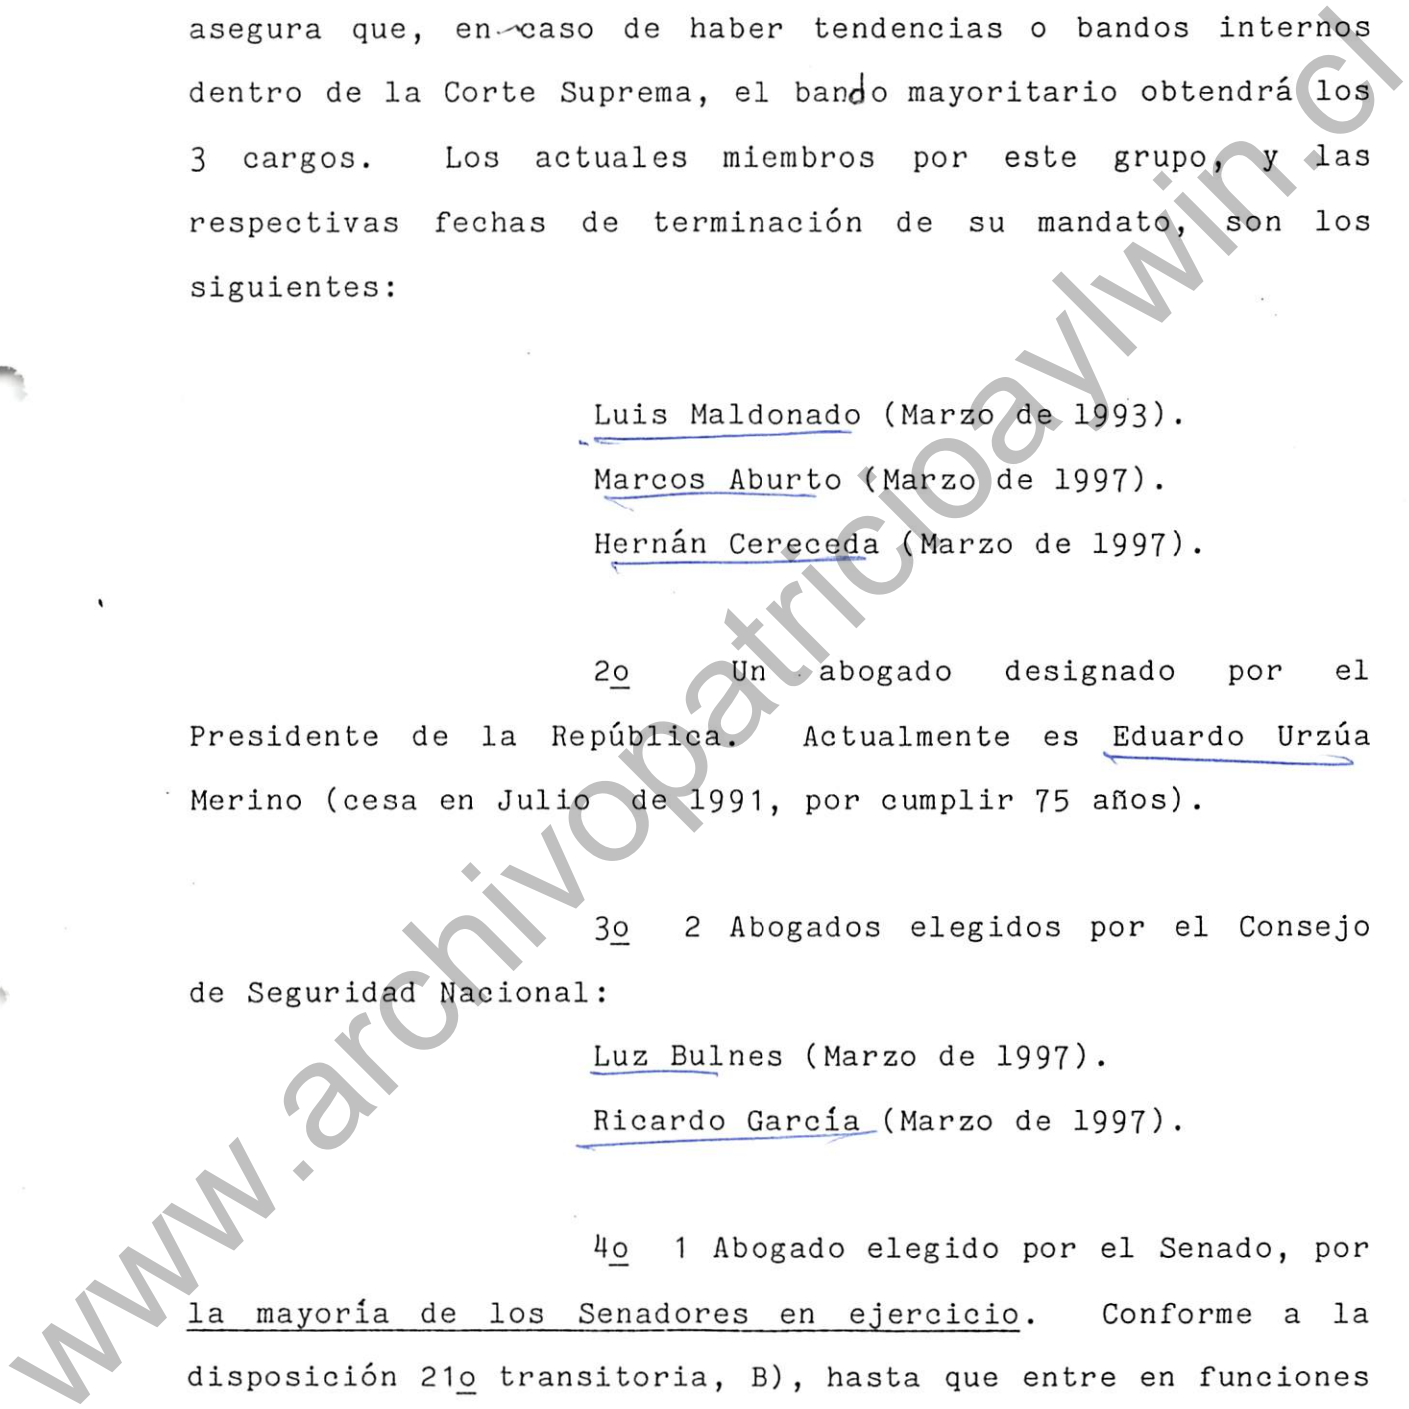 asegura que, en caso de haber tendencias o bandos internos
dentro de la Corte Suprema, el bando mayoritario obtendrá los
3 cargos. Los actuales miembros por este grupo, y las
respectivas fechas de terminación de su mandato, son los
siguientes:
Luis Maldonado (Marzo de 1993).
Marcos Aburto (Marzo de 1997).
Hernán Cereceda (Marzo de 1997).
2º Un abogado designado por el
Presidente de la República. Actualmente es Eduardo Urzúa
Merino (cesa en Julio de 1991, por cumplir 75 años).
3º 2 Abogados elegidos por el Consejo
de Seguridad Nacional:
Luz Bulnes (Marzo de 1997).
Ricardo García (Marzo de 1997).
4º 1 Abogado elegido por el Senado, por
la mayoría de los Senadores en ejercicio. Conforme a la
disposición 21º transitoria, B), hasta que entre en funciones
www.archivopatricioaylwin.cl